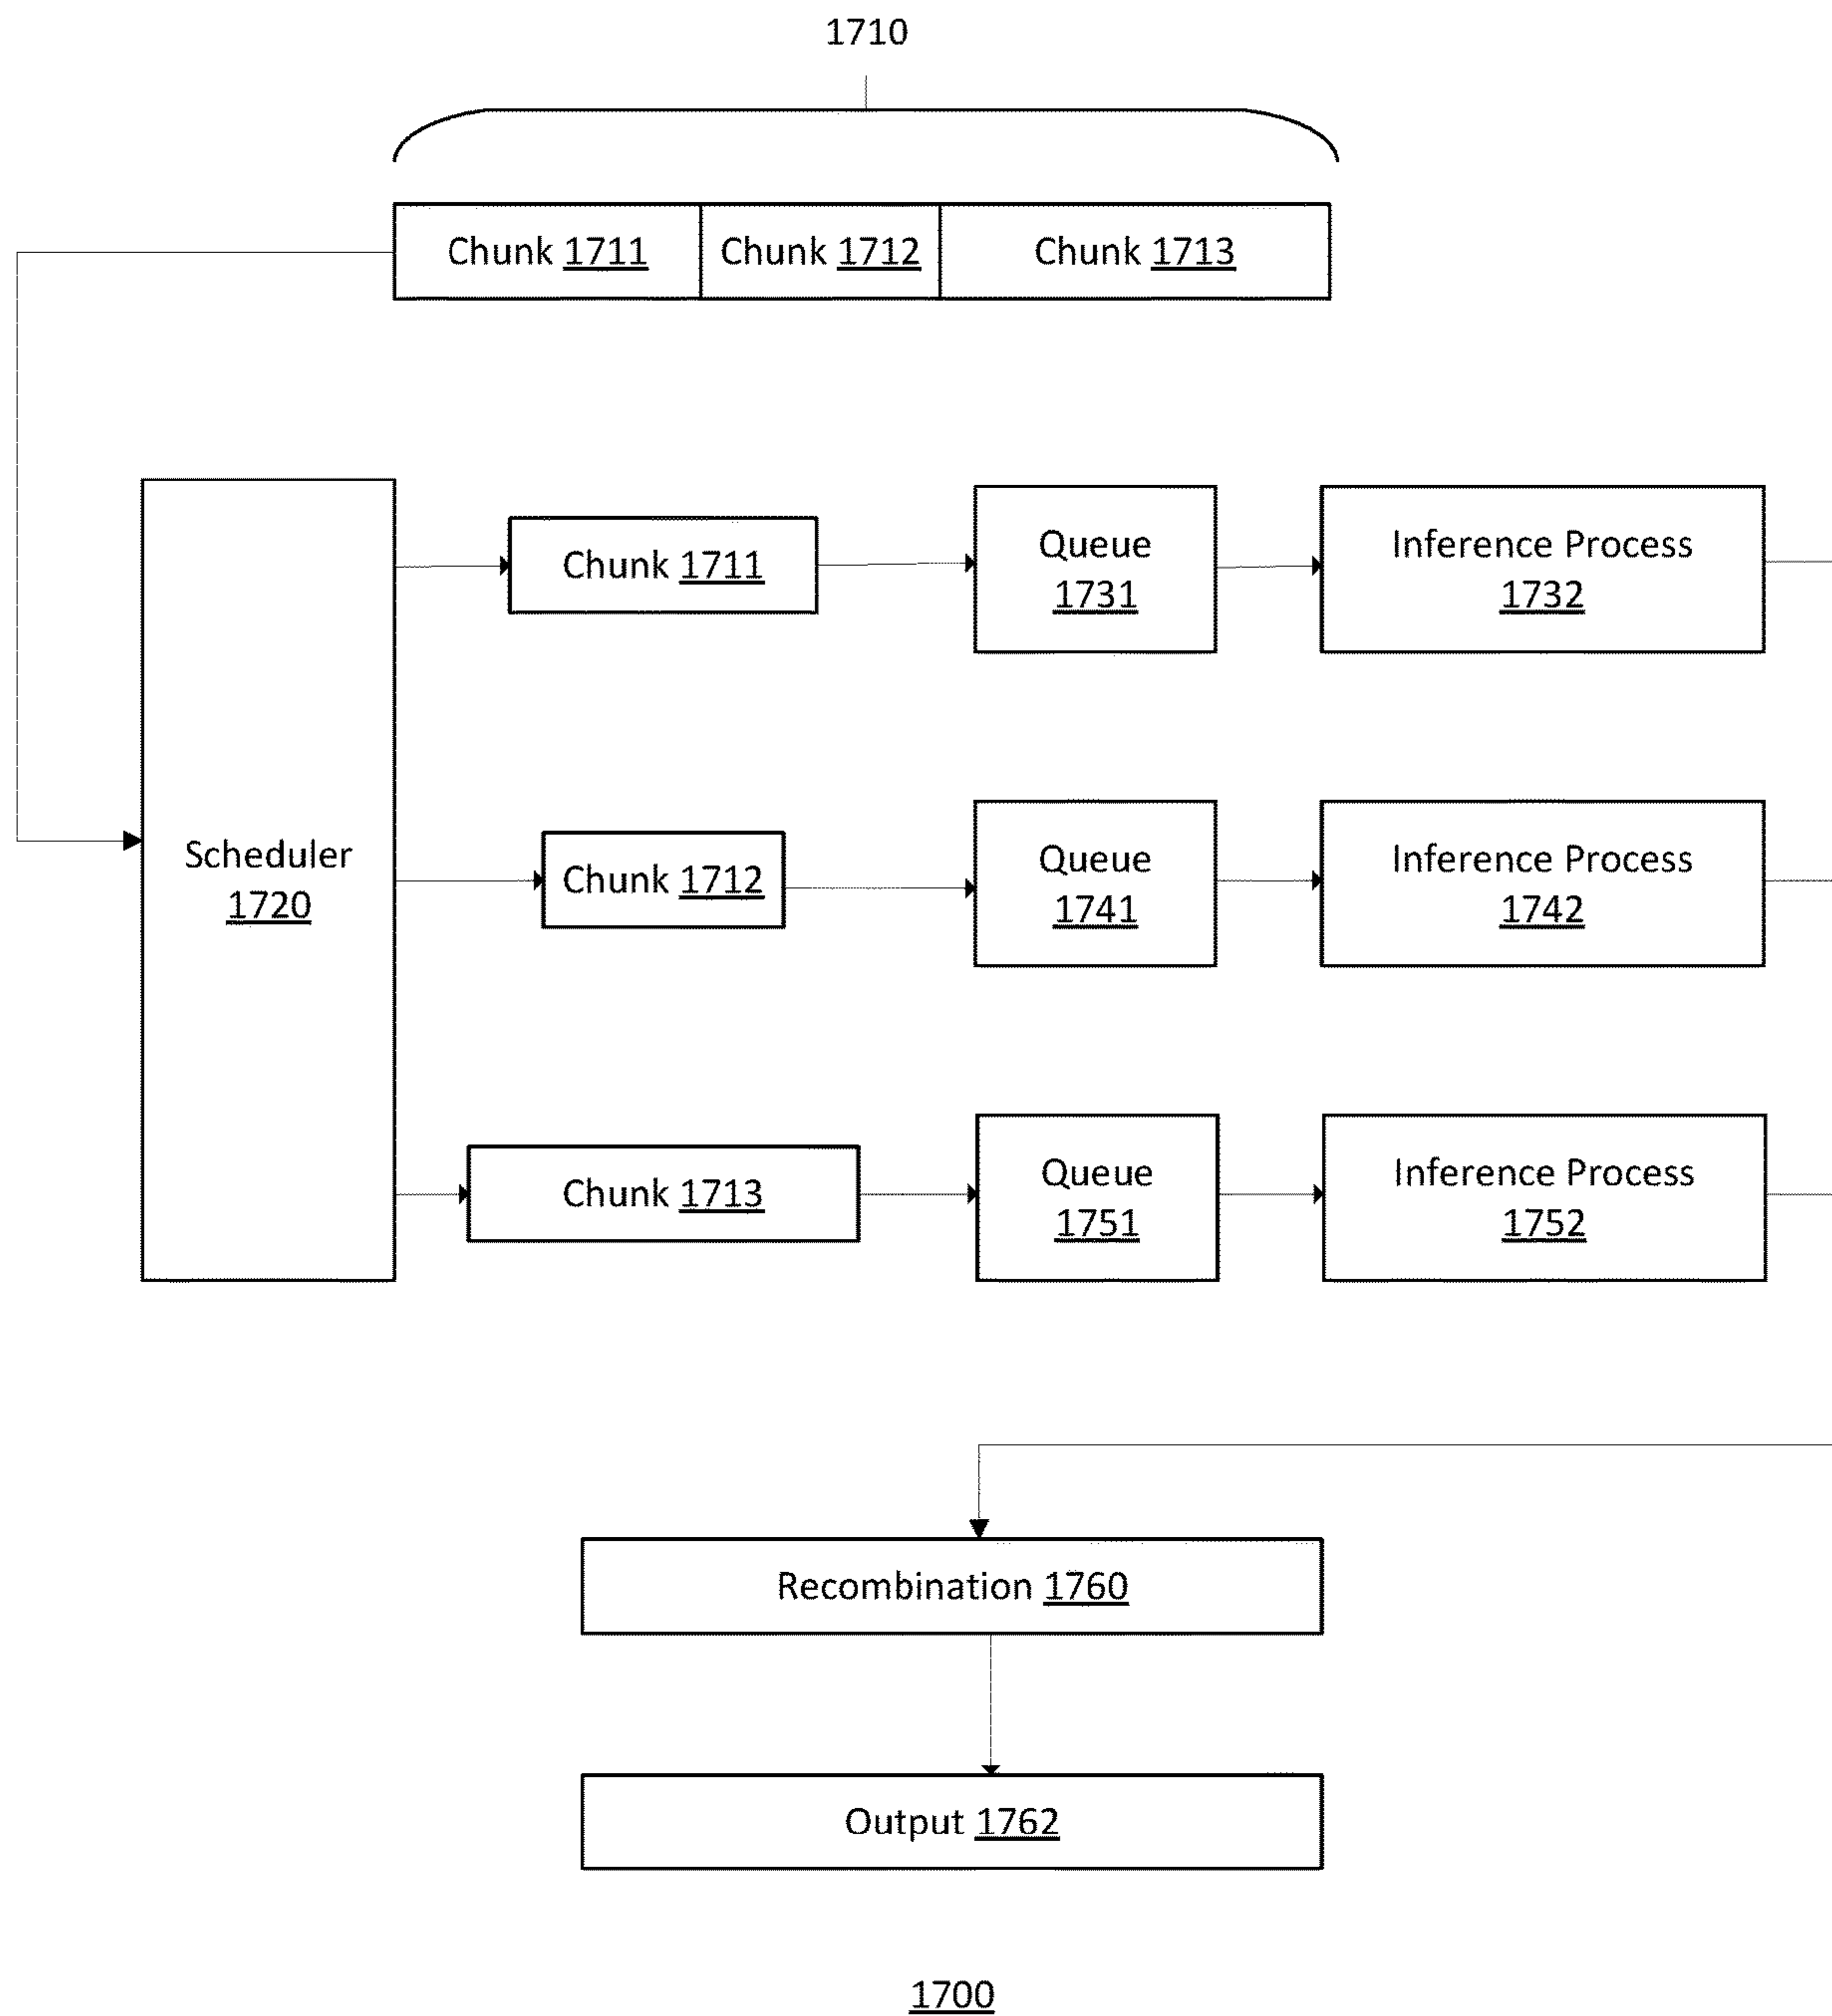 1710
Chunk 1711 Chunk 1712 Chunk 1713
Scheduler
1720
Chunk 1711
Queue
1731
Inference Process
1732
Chunk 1712
Queue
1741
Inference Process
1742
Chunk 1713
Queue
1751
Inference Process
1752
Recombination 1760
Output 1762
1700